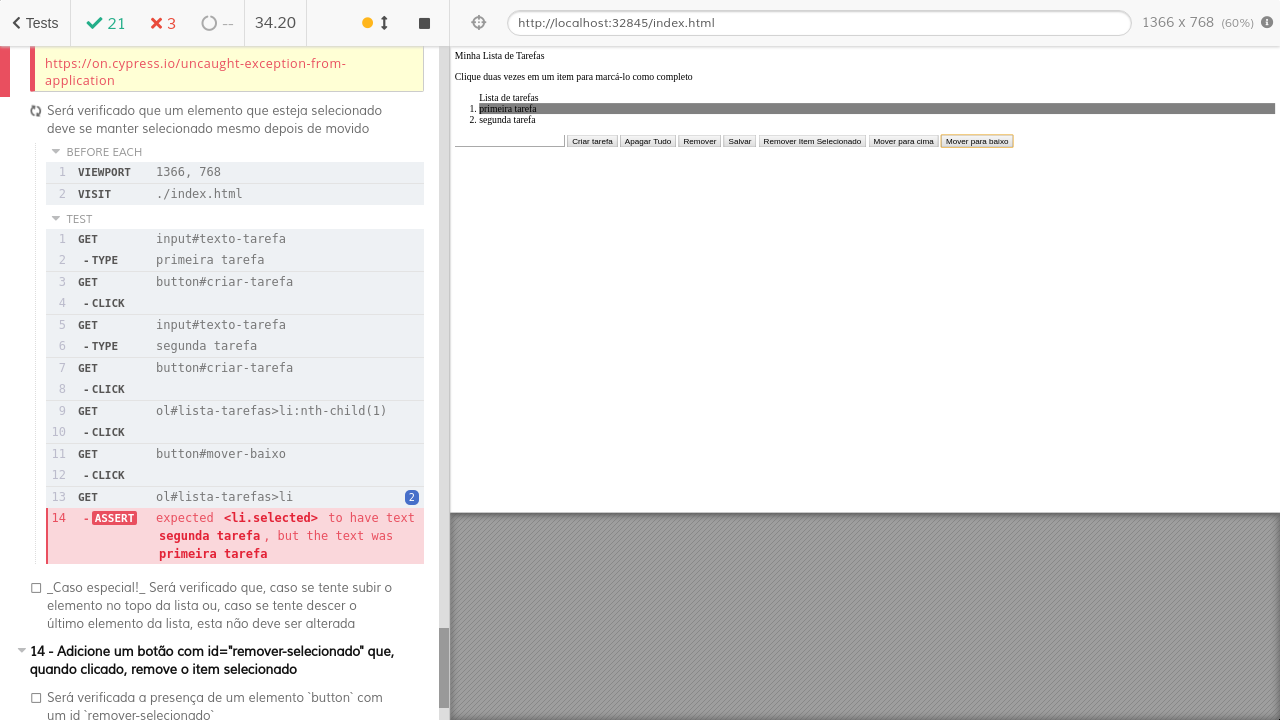 Tests
21
3
--
34.20
http://localhost:32845/index.html
1366 x 768 (60%)
https://on.cypress.io/uncaught-exception-from-
application
Será verificado que um elemento que esteja selecionado
deve se manter selecionado mesmo depois de movido
BEFORE EACH
1 VIEWPORT 1366, 768
2 VISIT ./index.html
TEST
1 GET input#texto-tarefa
2 -TYPE primeira tarefa
3 GET button#criar-tarefa
4 -CLICK
5 GET input#texto-tarefa
6 -TYPE segunda tarefa
7 GET button#criar-tarefa
8 -CLICK
9 GET ol#lista-tarefas>li:nth-child(1)
10 -CLICK
11 GET button#mover-baixo
12 -CLICK
13 GET ol#lista-tarefas>li 2
14 -ASSERT expected <li.selected> to have text
segunda tarefa, but the text was
primeira tarefa
_Caso especial!_ Será verificado que, caso se tente subir o
elemento no topo da lista ou, caso se tente descer o
último elemento da lista, esta não deve ser alterada
14 - Adicione um botão com id="remover-selecionado" que,
quando clicado, remove o item selecionado
Será verificada a presença de um elemento `button` com
um id `remover-selecionado`
Minha Lista de Tarefas
Clique duas vezes em um item para marcá-lo como completo
Lista de tarefas
1. primeira tarefa
2. segunda tarefa
Criar tarefa Apagar Tudo Remover Salvar Remover Item Selecionado Mover para cima Mover para baixo